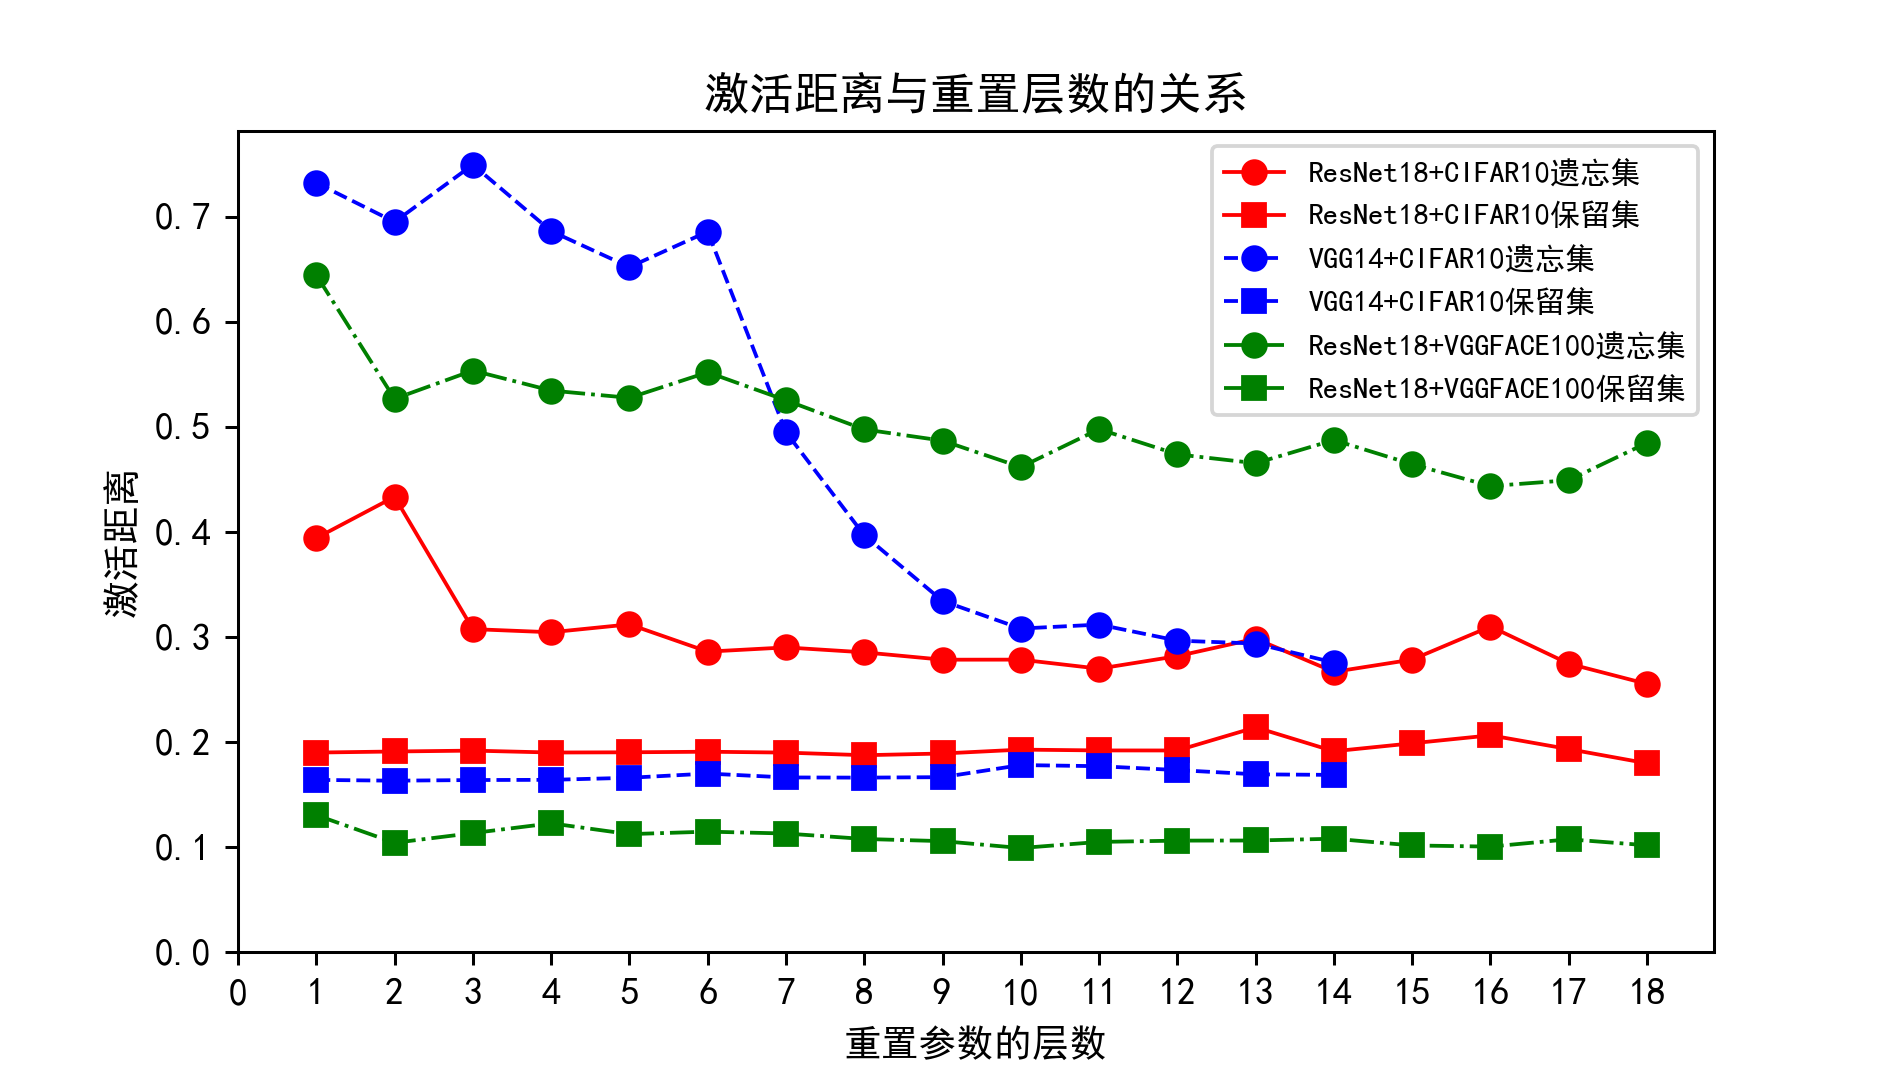 激活距离与重置层数的关系
ResNet18+CIFAR10遗忘集
ResNet18+CIFAR10保留集
VGG14+CIFAR10遗忘集
VGG14+CIFAR10保留集
ResNet18+VGGFACE100遗忘集
ResNet18+VGGFACE100保留集
激活距离
0.7
0.6
0.5
0.4
0.3
0.2
0.1
0.0
0 1 2 3 4 5 6 7 8 9 10 11 12 13 14 15 16 17 18
重置参数的层数